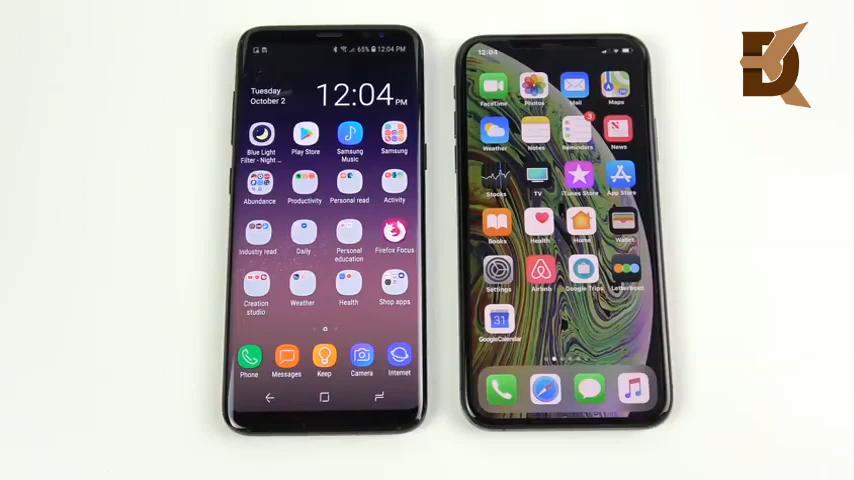 65% 12:04 PM
Tuesday
October 2
12:04 PM
Blue Light
Filter - Night ...
Play Store
Samsung
Music
Samsung
Abundance
Productivity
Personal read
Activity
Industry read
Daily
Personal
education
Firefox Focus
Creation
studio
Weather
Health
Shop apps
Phone
Messages
Keep
Camera
Internet
12:04
FaceTime
Photos
Mail
Maps
Weather
Notes
3
Reminders
News
Stocks
TV
iTunes Store
App Store
Books
Health
Home
Wallet
Settings
Airbnb
Google Trips
Letterboxd
31
GoogleCalendar
DK